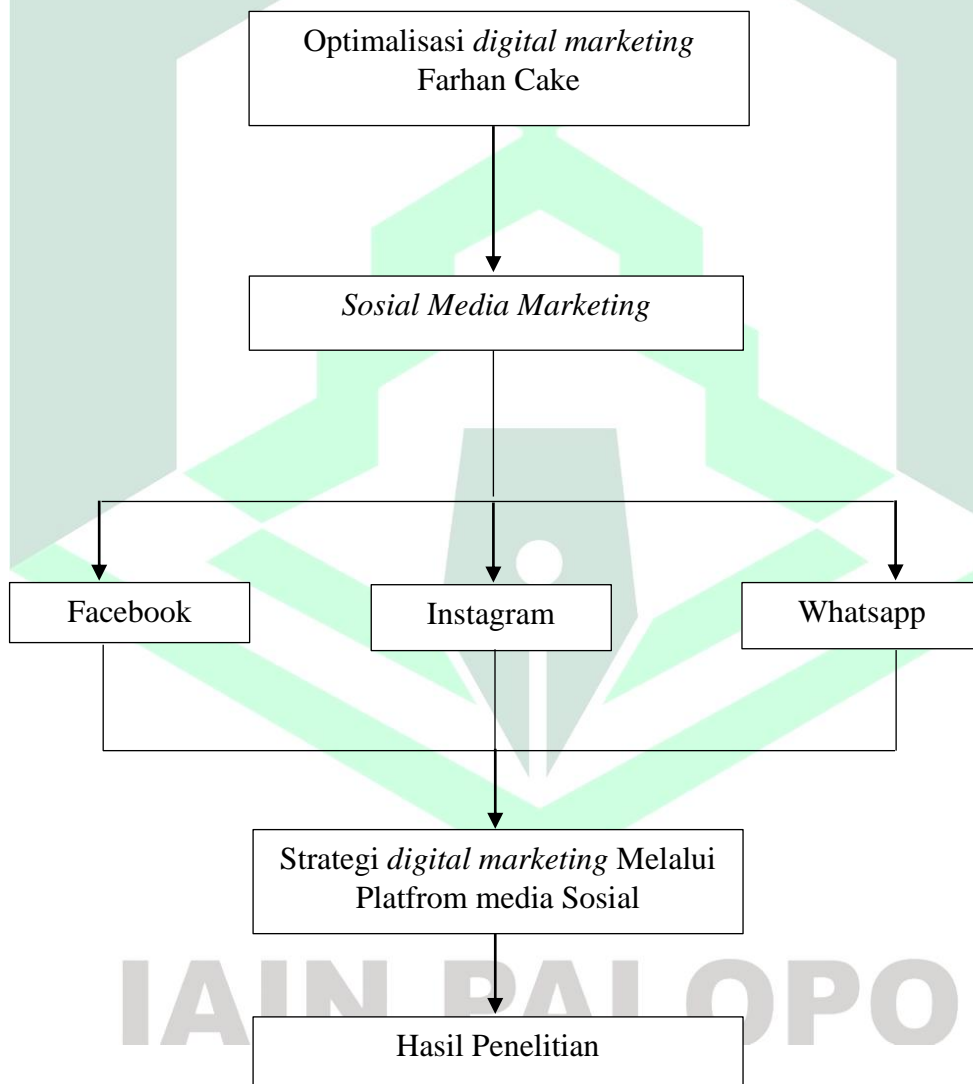 Optimalisasi digital marketing
Farhan Cake
Sosial Media Marketing
Facebook
Instagram
Whatsapp
Strategi digital marketing Melalui
Platfrom media Sosial
IAIN PALOPO
Hasil Penelitian